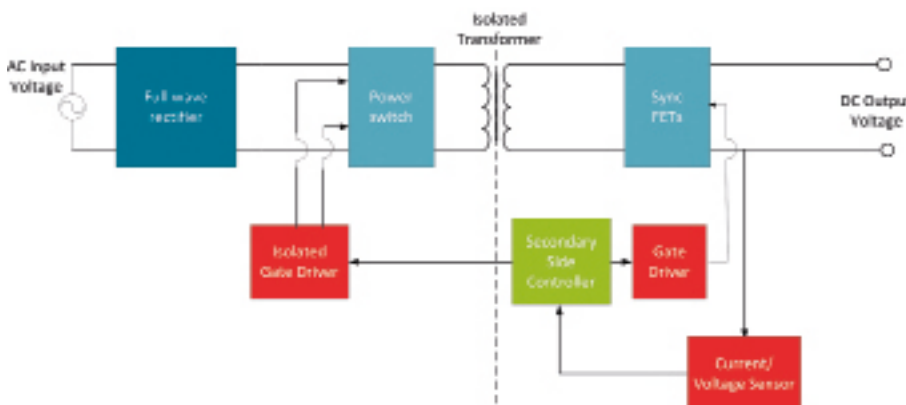 Isolated
Transformer
AC Input
Voltage
Full wave
rectifier
Power
switch
Sync
FETs
DC Output
Voltage
Isolated
Gate Driver
Secondary
Side
Controller
Gate
Driver
Current/
Voltage Sensor